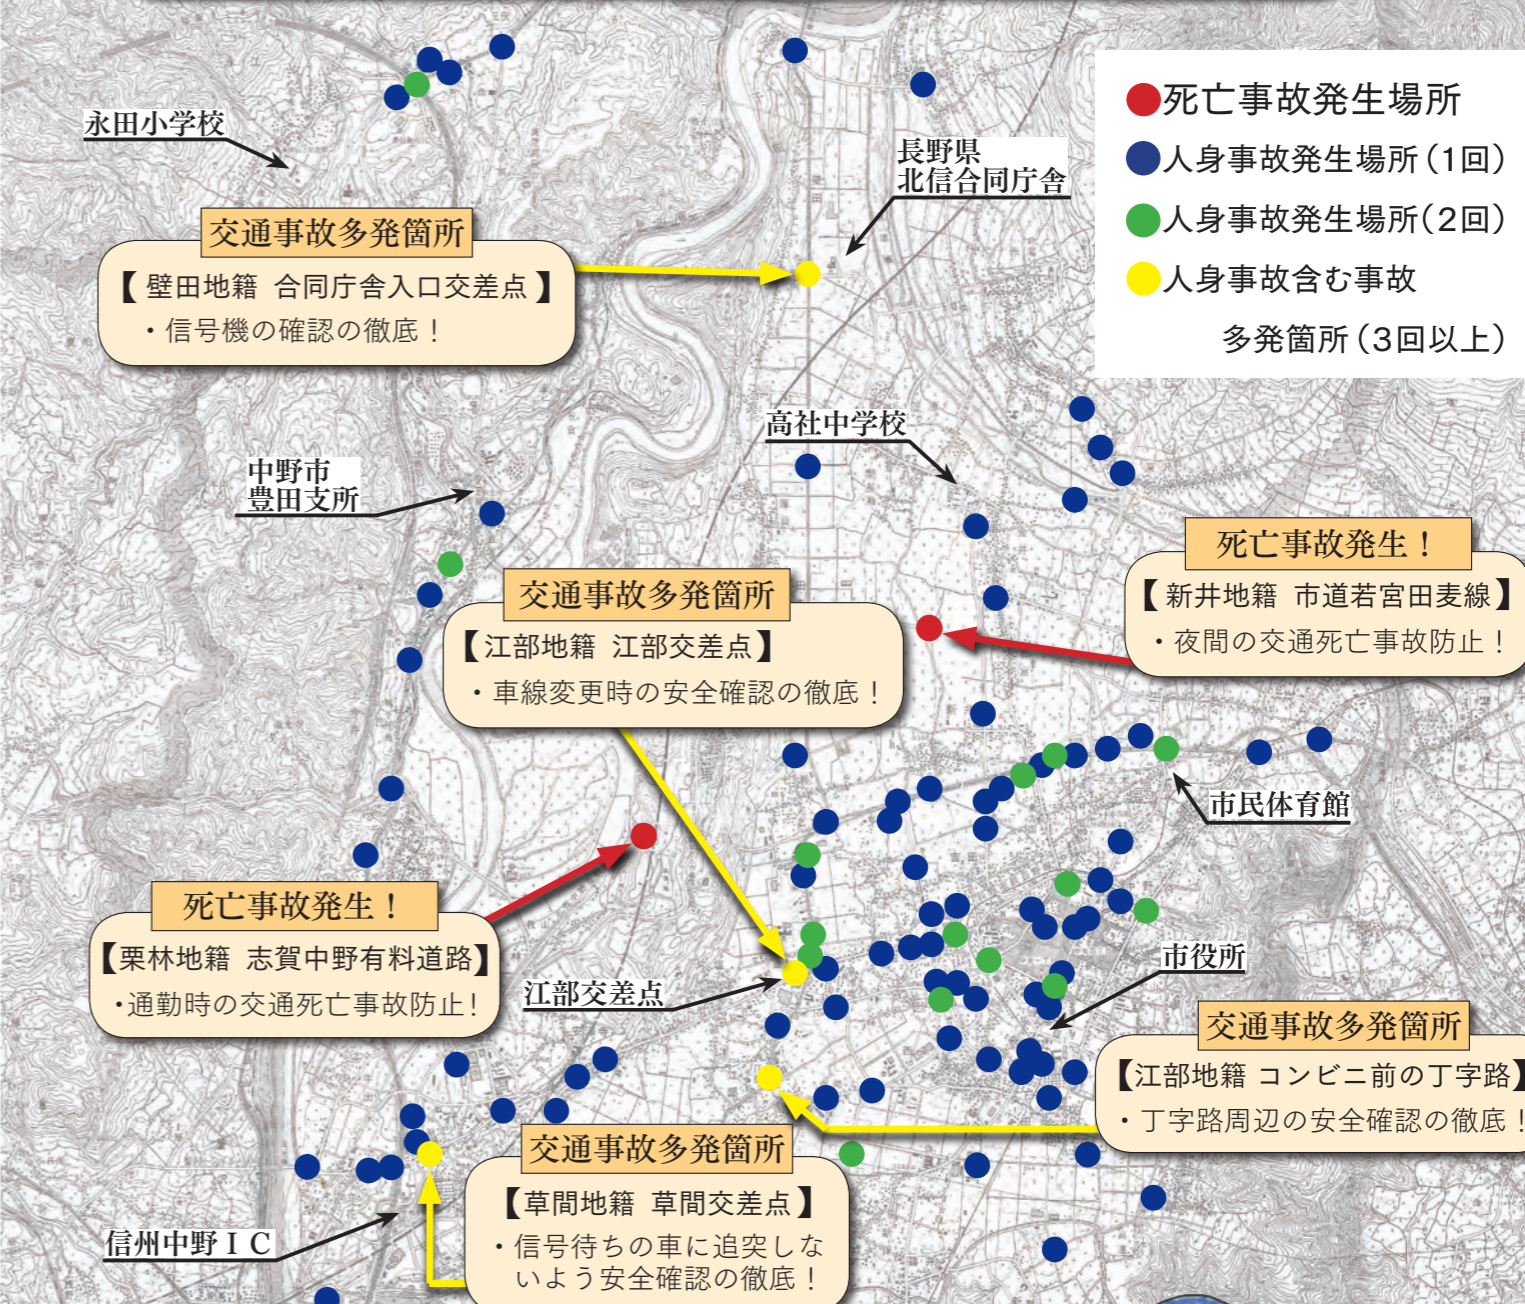 死亡事故発生場所
人身事故発生場所（1回）
人身事故発生場所（2回）
人身事故含む事故
多発箇所（3回以上）
永田小学校
長野県
北信合同庁舎
交通事故多発箇所
【 壁田地籍 合同庁舎入口交差点 】
・信号機の確認の徹底！
高社中学校
中野市
豊田支所
死亡事故発生！
【 新井地籍 市道若宮田麦線 】
・夜間の交通死亡事故防止！
交通事故多発箇所
【江部地籍 江部交差点】
・車線変更時の安全確認の徹底！
市民体育館
死亡事故発生！
【栗林地籍 志賀中野有料道路】
・通勤時の交通死亡事故防止！
江部交差点
市役所
交通事故多発箇所
【江部地籍 コンビニ前の丁字路】
・丁字路周辺の安全確認の徹底！
交通事故多発箇所
【草間地籍 草間交差点】
・信号待ちの車に追突しな
いよう安全確認の徹底！
信州中野ＩＣ